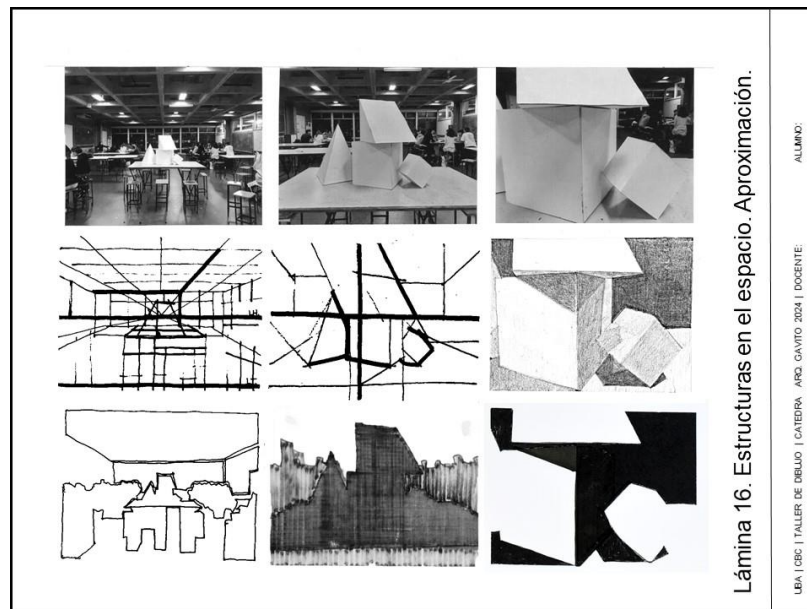 Lámina 16. Estructuras en el espacio. Aproximación.
UBA | CBC | TALLER DE DIBUJO | CATEDRA ARQ. GAVITO 2024 | DOCENTE: ALUMNO: